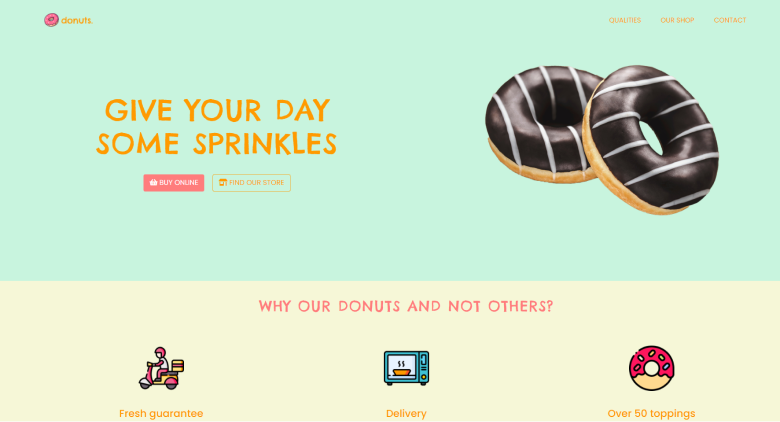 donuts.
QUALITIES OUR SHOP CONTACT
GIVE YOUR DAY
SOME SPRINKLES
BUY ONLINE FIND OUR STORE
WHY OUR DONUTS AND NOT OTHERS?
Fresh guarantee Delivery Over 50 toppings